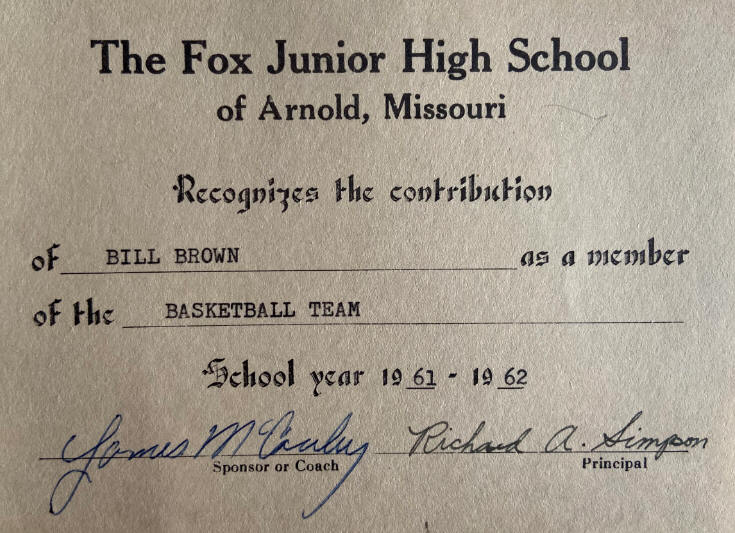 The Fox Junior High School
of Arnold, Missouri
Recognizes the contribution
of BILL BROWN as a member
of the BASKETBALL TEAM
School year 1961 - 1962
James Richard A. Simpson
Sponsor or Coach Principal